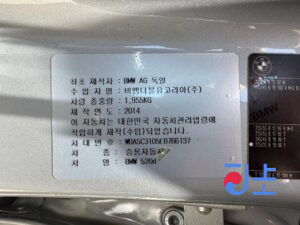 최초 제작자 : BMW AG 독일
수 입 자 명 : 비엠더블유코리아(주)
차량 총중량 : 1,955KG
제 작 연 도 : 2014
이 자동차는 대한민국 자동차관리법령에
적합하게 제작(수입)되었습니다.
차 대 번 호 : WBA5C3105ED766137
차 종 : 승용자동차
차 명 : BMW 520d
BMW